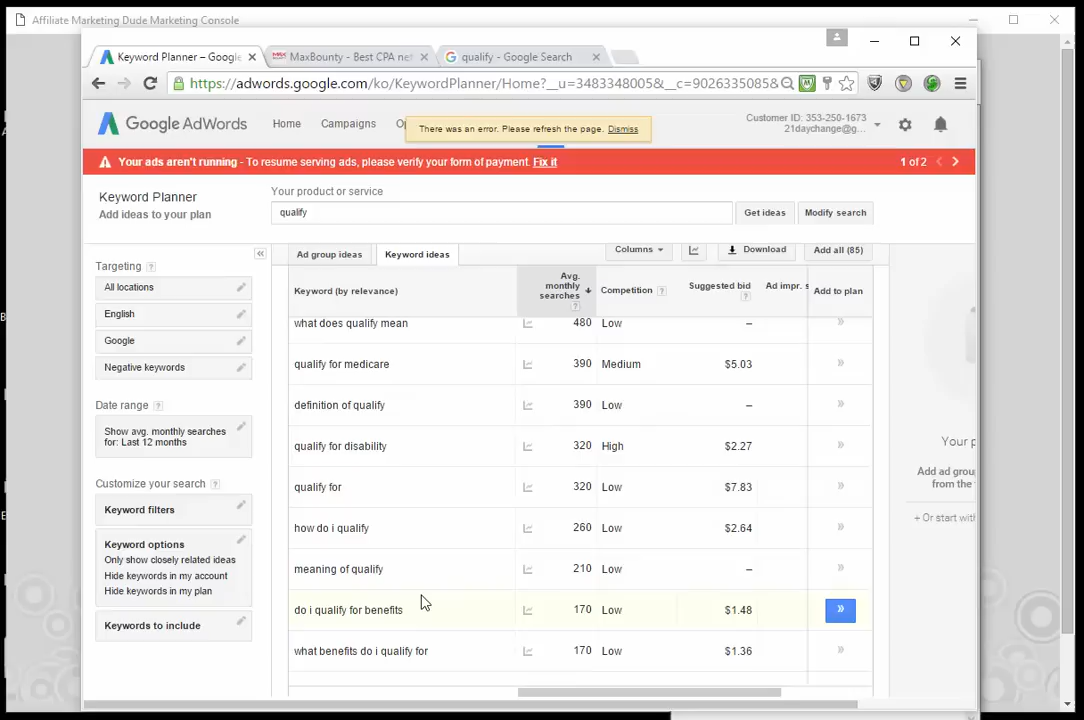 Affiliate Marketing Dude Marketing Console
Keyword Planner – Google
MaxBounty - Best CPA net
qualify - Google Search
https://adwords.google.com/ko/KeywordPlanner/Home?__u=3483348005&__c=9026335085&
Google AdWords
Home
Campaigns
There was an error. Please refresh the page. Dismiss
Customer ID: 353-250-1673
21daychange@g...
Your ads aren't running - To resume serving ads, please verify your form of payment. Fix it
1 of 2
Keyword Planner
Add ideas to your plan
Your product or service
qualify
Get ideas
Modify search
Targeting ?
All locations
English
Google
Negative keywords
Date range ?
Show avg. monthly searches
for: Last 12 months
Customize your search ?
Keyword filters
Keyword options
Only show closely related ideas
Hide keywords in my account
Hide keywords in my plan
Keywords to include
Ad group ideas
Keyword ideas
Columns
Download
Add all (85)
Keyword (by relevance)
Avg.
monthly
searches
?
Competition ?
Suggested bid
?
Ad impr. s
Add to plan
what does qualify mean 480 Low –
qualify for medicare 390 Medium $5.03
definition of qualify 390 Low –
qualify for disability 320 High $2.27
qualify for 320 Low $7.83
how do i qualify 260 Low $2.64
meaning of qualify 210 Low –
do i qualify for benefits 170 Low $1.48
what benefits do i qualify for 170 Low $1.36
Your p
Add ad grou
from the
+ Or start with